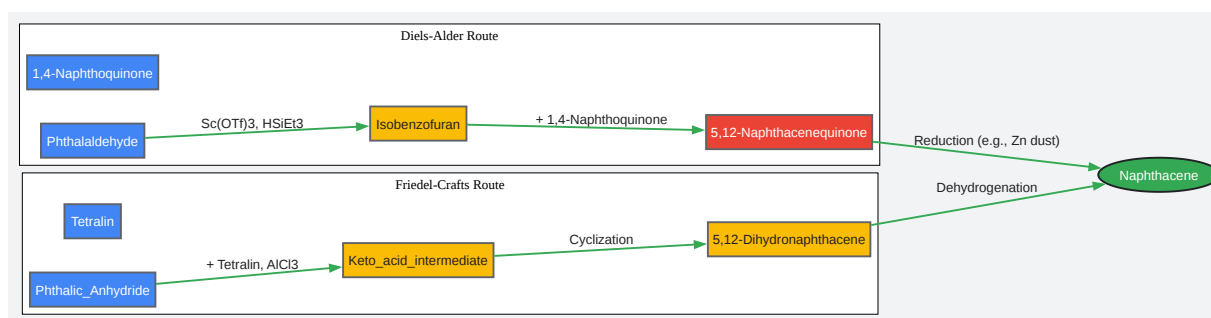 Diels-Alder Route
1,4-Naphthoquinone
Phthalaldehyde
Sc(OTf)3, HSiEt3
Isobenzofuran
+ 1,4-Naphthoquinone
5,12-Naphthacenequinone
Reduction (e.g., Zn dust)
Naphthacene
Friedel-Crafts Route
Tetralin
Phthalic_Anhydride
+ Tetralin, AlCl3
Keto_acid_intermediate
Cyclization
5,12-Dihydronaphthacene
Dehydrogenation